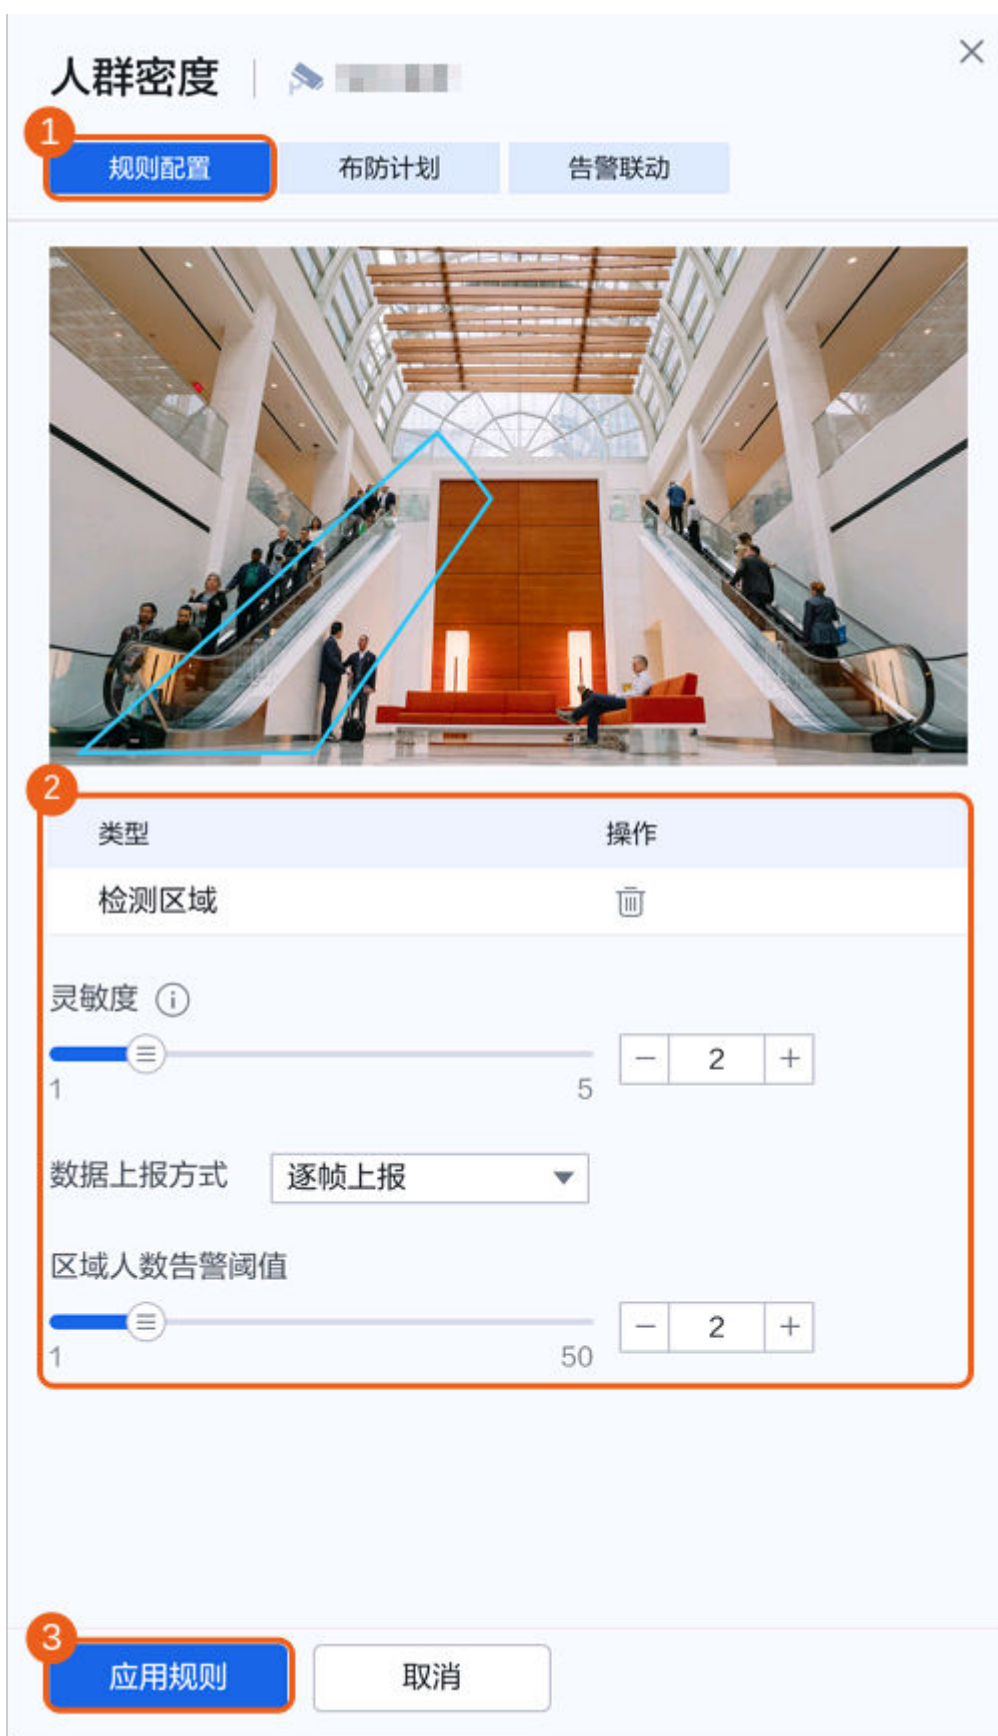 人群密度
1
规则配置 布防计划 告警联动
2
类型 操作
检测区域
灵敏度
1 5
2
数据上报方式 逐帧上报
区域人数告警阈值
1 50
2
3
应用规则 取消